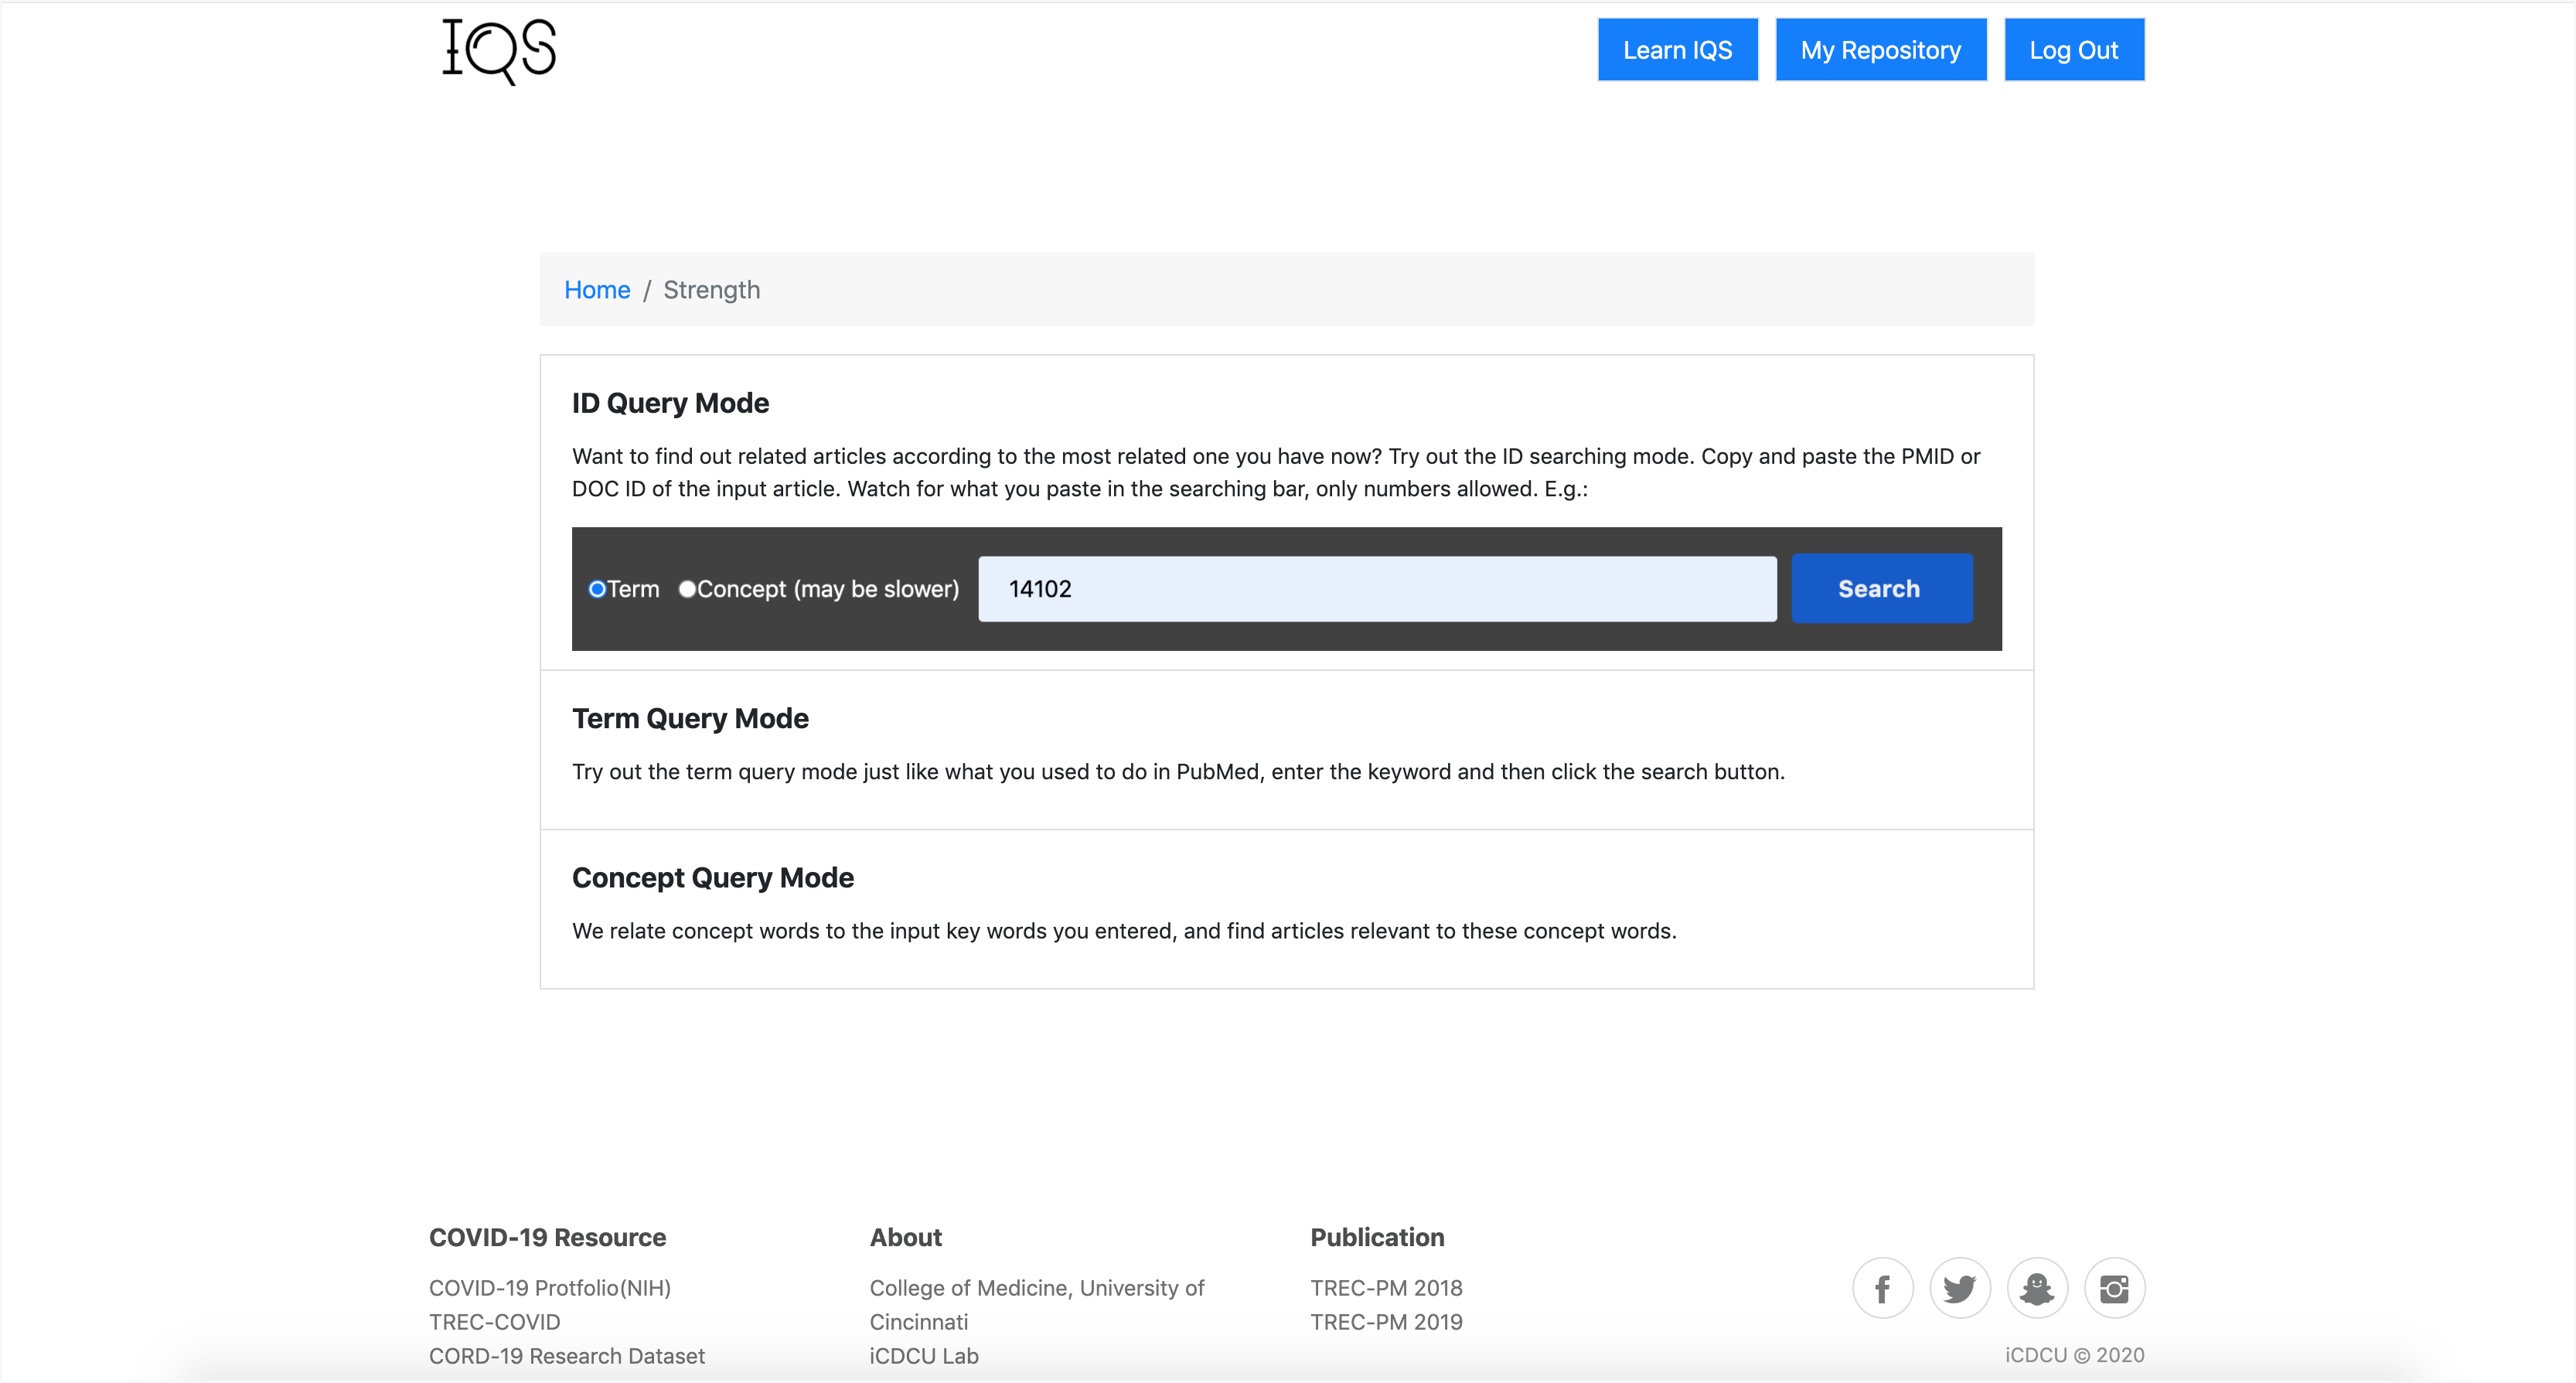 IQS
Learn IQS
My Repository
Log Out
Home / Strength
ID Query Mode
Want to find out related articles according to the most related one you have now? Try out the ID searching mode. Copy and paste the PMID or
DOC ID of the input article. Watch for what you paste in the searching bar, only numbers allowed. E.g.:
Term Concept (may be slower) 14102 Search
Term Query Mode
Try out the term query mode just like what you used to do in PubMed, enter the keyword and then click the search button.
Concept Query Mode
We relate concept words to the input key words you entered, and find articles relevant to these concept words.
COVID-19 Resource
COVID-19 Protfolio(NIH)
TREC-COVID
CORD-19 Research Dataset
About
College of Medicine, University of
Cincinnati
iCDCU Lab
Publication
TREC-PM 2018
TREC-PM 2019
iCDCU © 2020